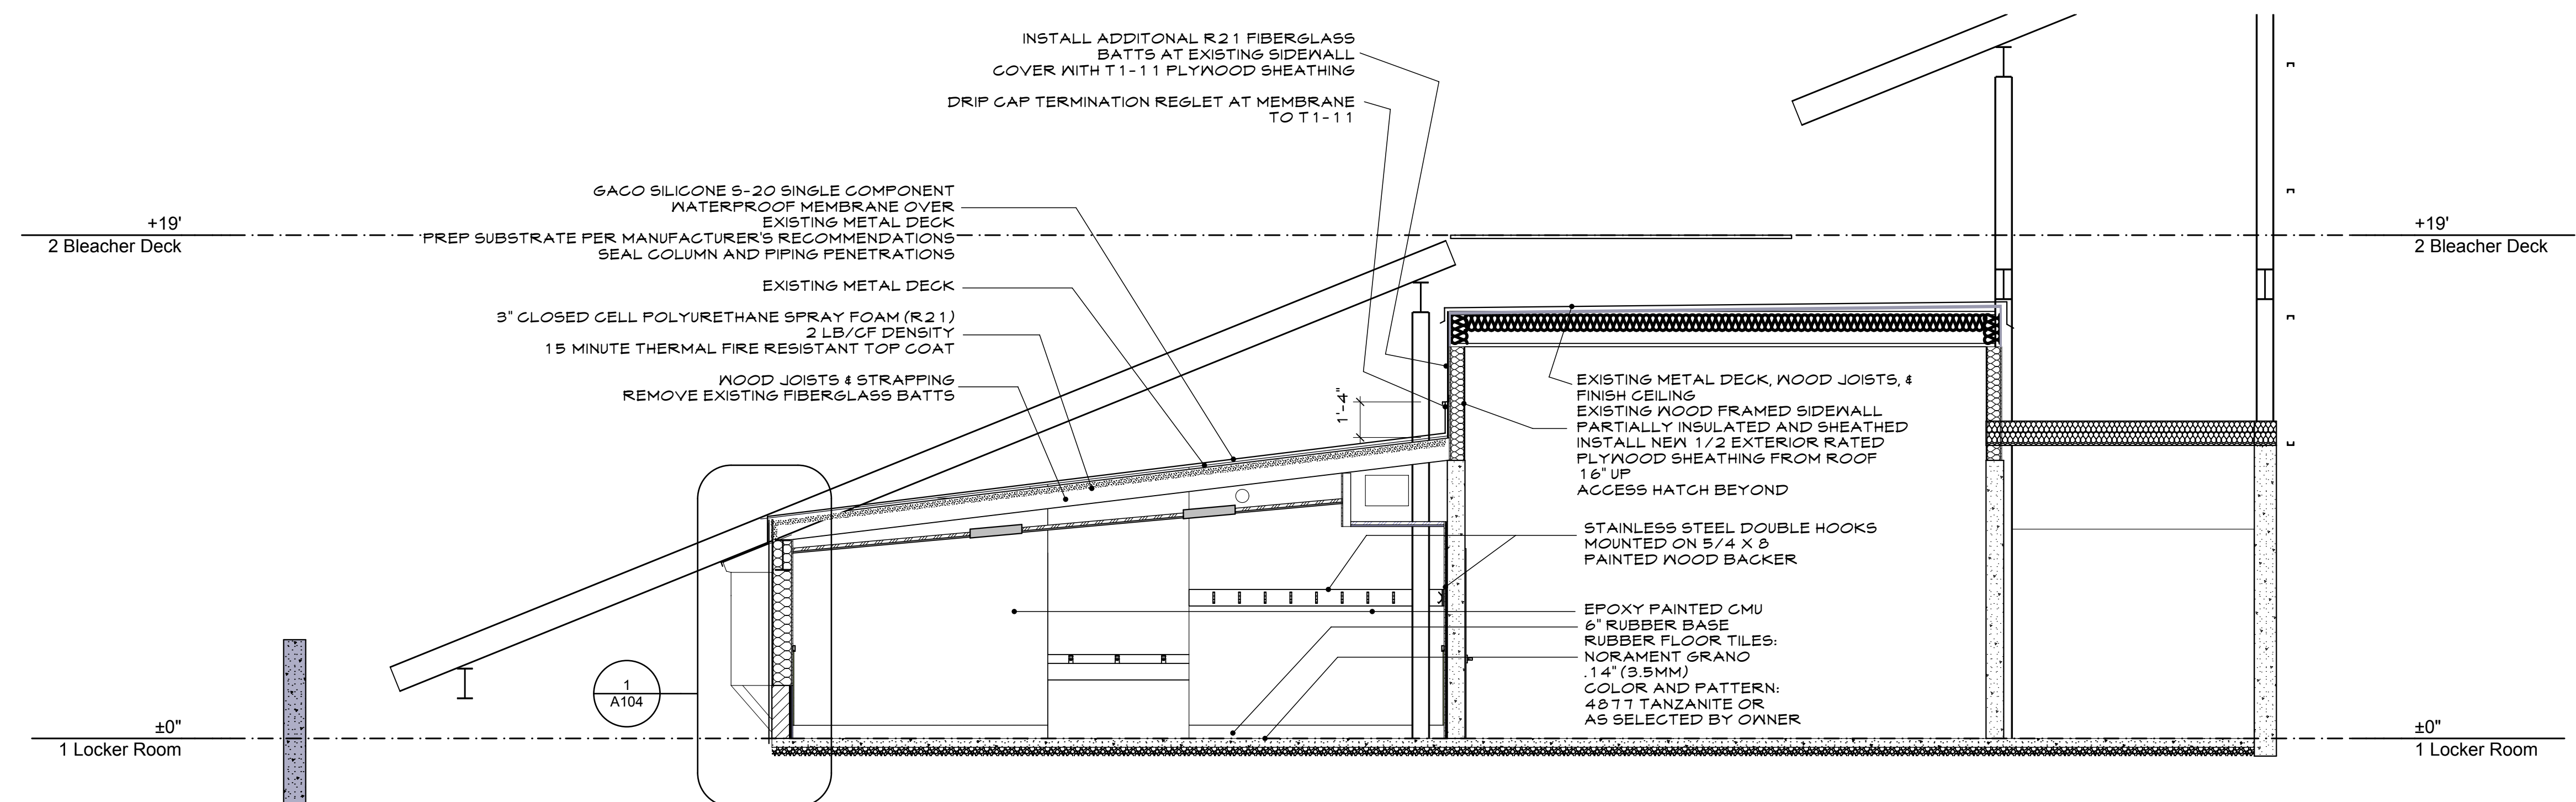 INSTALL ADDITONAL R21 FIBERGLASS
BATTS AT EXISTING SIDEWALL
COVER WITH T1-11 PLYWOOD SHEATHING
DRIP CAP TERMINATION REGLET AT MEMBRANE
TO T1-11
GACO SILICONE S-20 SINGLE COMPONENT
WATERPROOF MEMBRANE OVER
EXISTING METAL DECK
PREP SUBSTRATE PER MANUFACTURER'S RECOMMENDATIONS
SEAL COLUMN AND PIPING PENETRATIONS
+19'
2 Bleacher Deck
+19'
2 Bleacher Deck
EXISTING METAL DECK
3" CLOSED CELL POLYURETHANE SPRAY FOAM (R21)
2 LB/CF DENSITY
15 MINUTE THERMAL FIRE RESISTANT TOP COAT
WOOD JOISTS & STRAPPING
REMOVE EXISTING FIBERGLASS BATTS
1'-4"
EXISTING METAL DECK, WOOD JOISTS, &
FINISH CEILING
EXISTING WOOD FRAMED SIDEWALL
PARTIALLY INSULATED AND SHEATHED
INSTALL NEW 1/2 EXTERIOR RATED
PLYWOOD SHEATHING FROM ROOF
16" UP
ACCESS HATCH BEYOND
STAINLESS STEEL DOUBLE HOOKS
MOUNTED ON 5/4 X 8
PAINTED WOOD BACKER
EPOXY PAINTED CMU
6" RUBBER BASE
RUBBER FLOOR TILES:
NORAMENT GRANO
.14" (3.5MM)
COLOR AND PATTERN:
4877 TANZANITE OR
AS SELECTED BY OWNER
1
A104
±0"
1 Locker Room
±0"
1 Locker Room